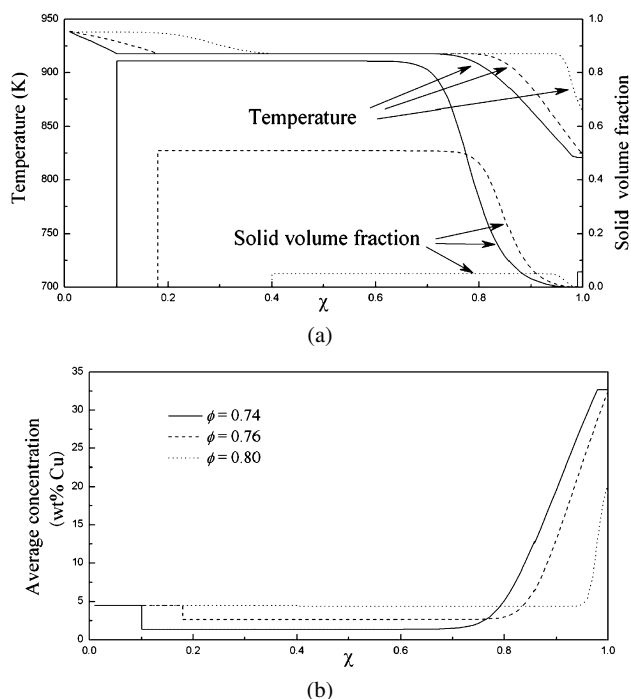 950
900
850
800
750
700
Temperature (K)
1.0
0.8
0.6
0.4
0.2
0.0
Solid volume fraction
Temperature
Solid volume fraction
0.0 0.2 0.4 0.6 0.8 1.0
χ
(a)
35
30
25
20
15
10
5
0
Average concentration
(wt% Cu)
ϕ = 0.74
ϕ = 0.76
ϕ = 0.80
0.0 0.2 0.4 0.6 0.8 1.0
χ
(b)